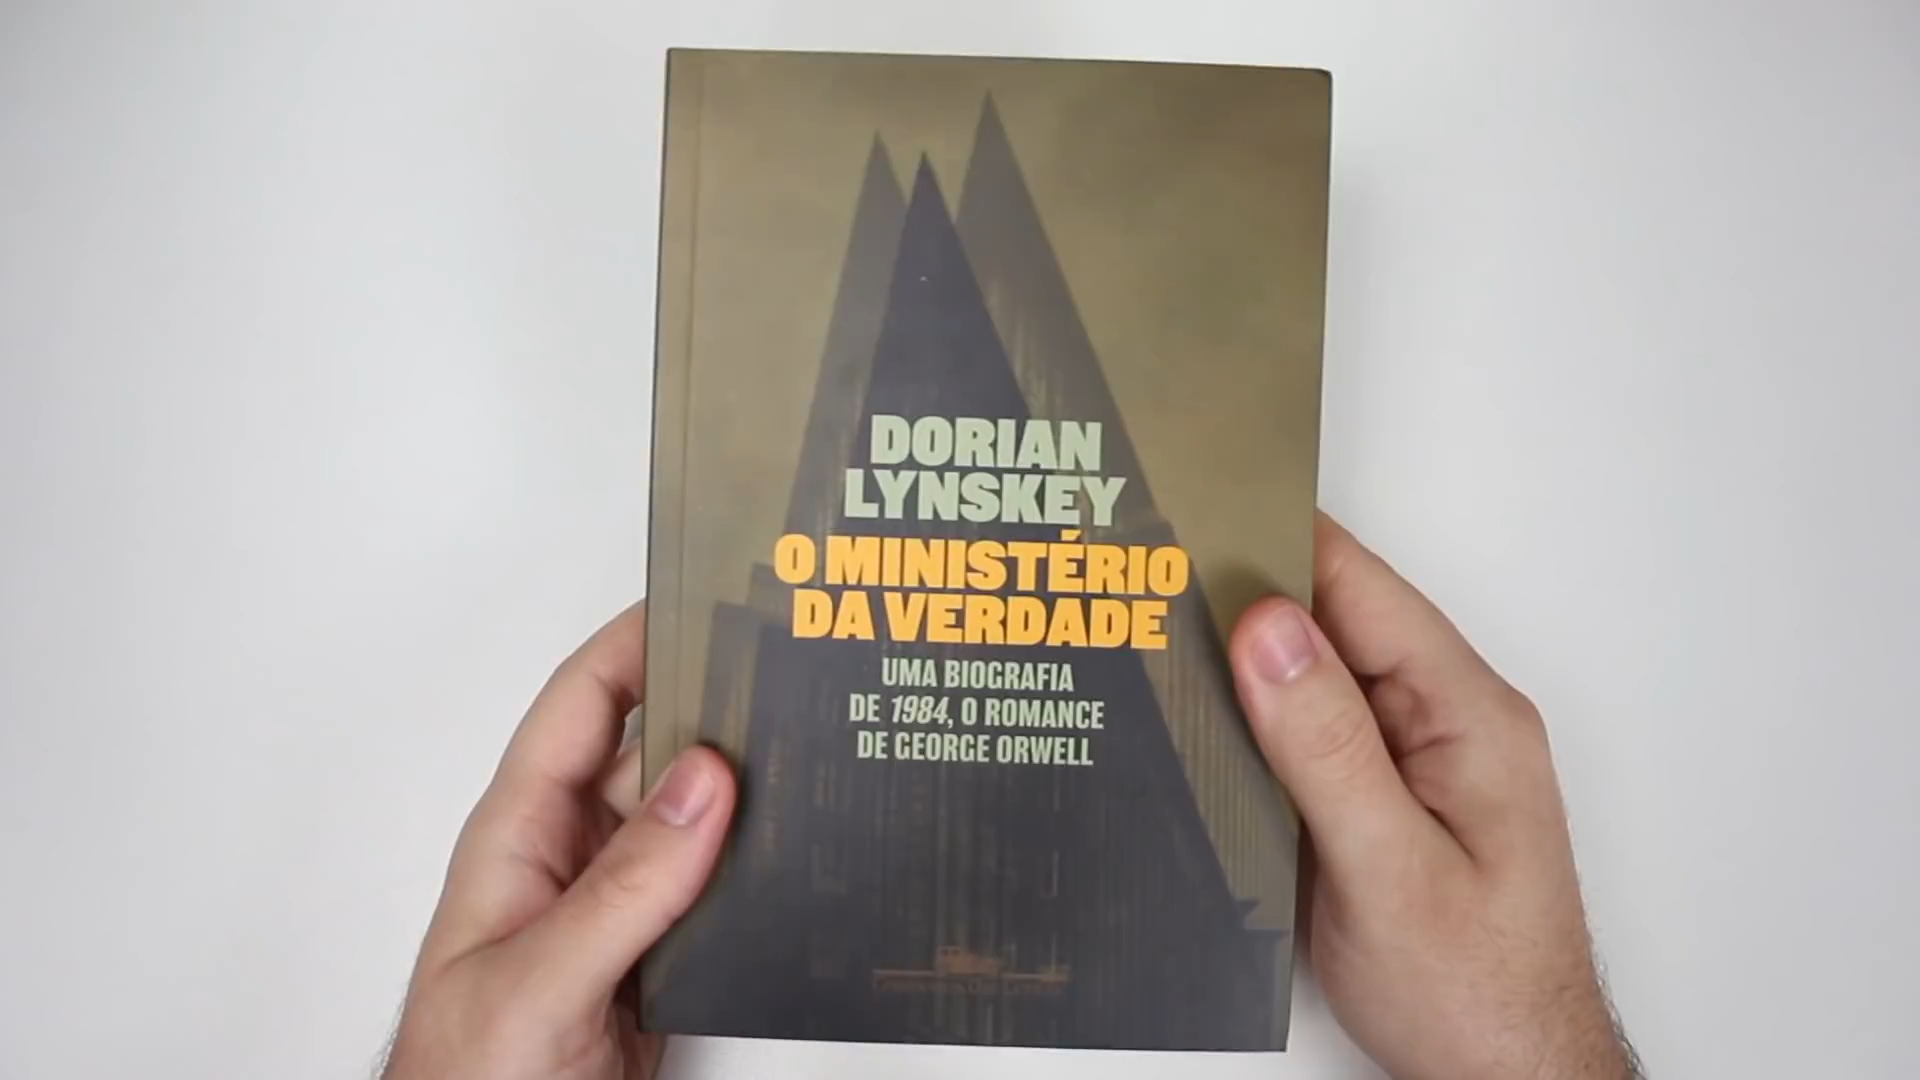 DORIAN
LYNSKEY
O MINISTÉRIO
DA VERDADE
UMA BIOGRAFIA
DE 1984, O ROMANCE
DE GEORGE ORWELL